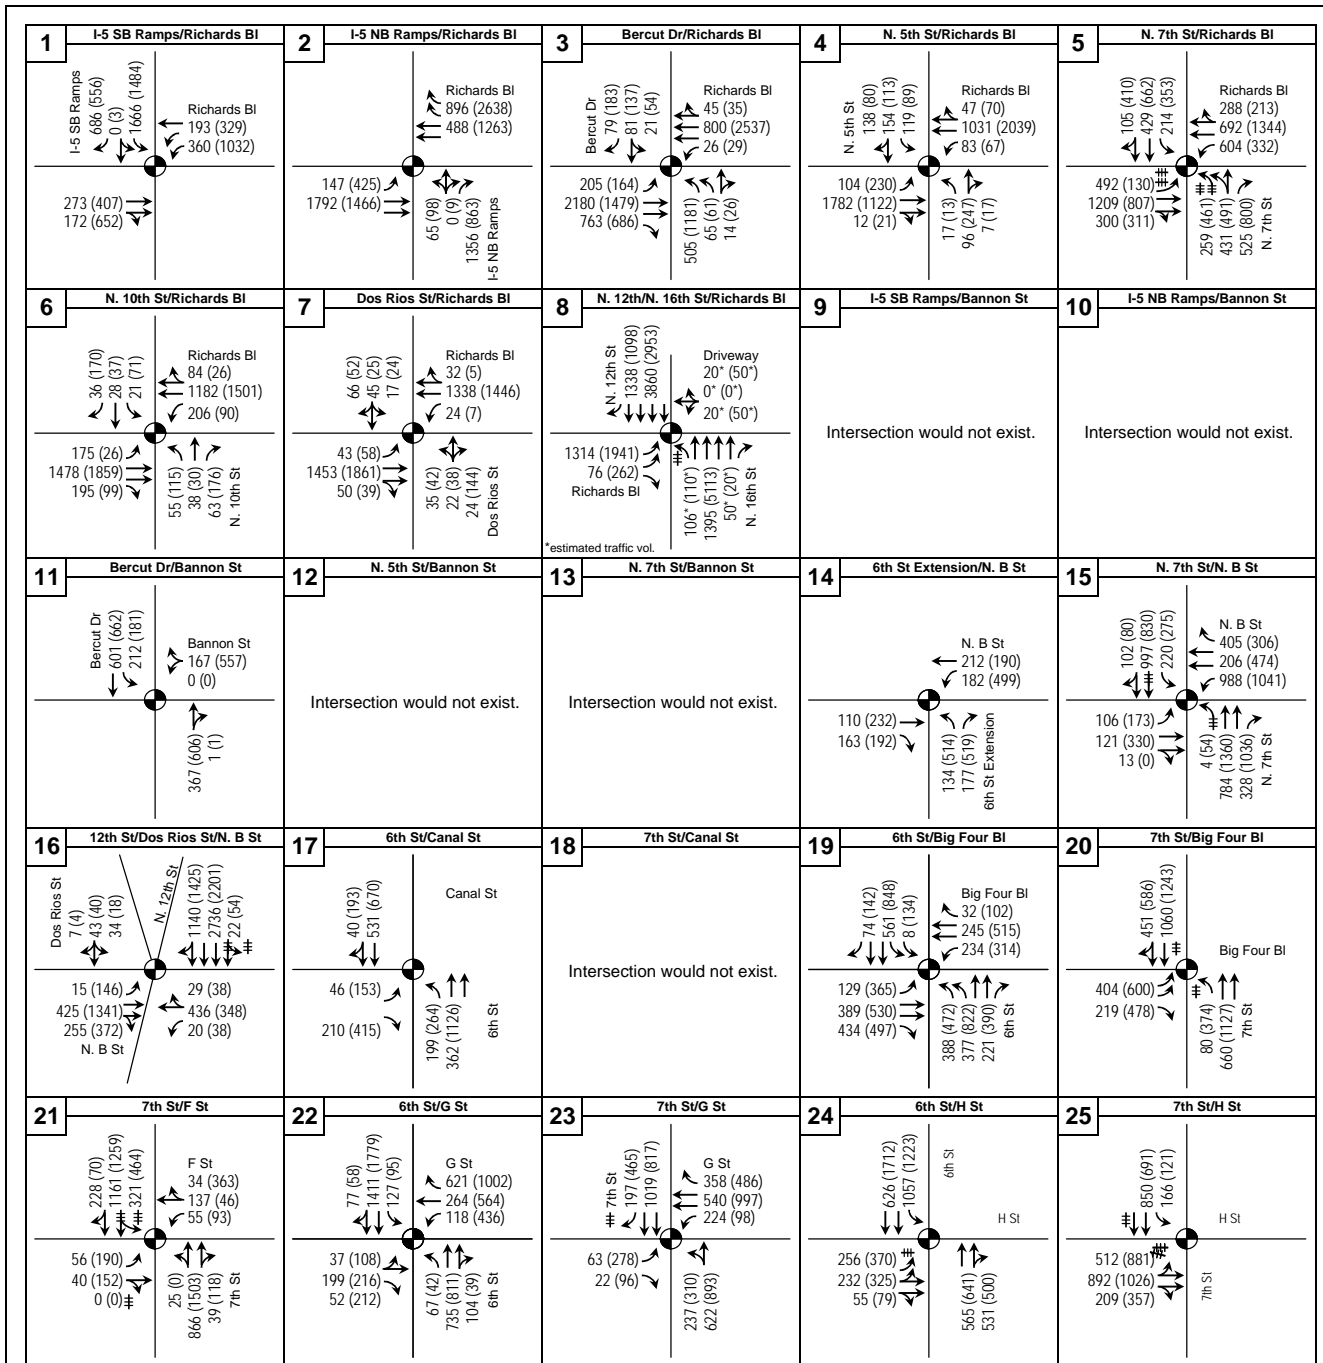 1
I-5 SB Ramps/Richards Bl
I-5 SB Ramps
686 (556)
0 (3)
1666 (1484)
Richards Bl
193 (329)
360 (1032)
273 (407)
172 (652)
2
I-5 NB Ramps/Richards Bl
Richards Bl
896 (2638)
488 (1263)
147 (425)
1792 (1466)
65 (98)
0 (9)
1356 (863)
I-5 NB Ramps
3
Bercut Dr/Richards Bl
Bercut Dr
79 (183)
81 (137)
21 (54)
Richards Bl
45 (35)
800 (2537)
26 (29)
205 (164)
2180 (1479)
763 (686)
505 (1181)
65 (61)
14 (26)
4
N. 5th St/Richards Bl
N. 5th St
138 (80)
154 (113)
119 (89)
Richards Bl
47 (70)
1031 (2039)
83 (67)
104 (230)
1782 (1122)
12 (21)
17 (13)
96 (247)
7 (17)
5
N. 7th St/Richards Bl
105 (410)
429 (662)
214 (353)
Richards Bl
288 (213)
692 (1344)
604 (332)
492 (130)
1209 (807)
300 (311)
259 (461)
431 (491)
525 (800)
N. 7th St
6
N. 10th St/Richards Bl
36 (170)
28 (37)
21 (71)
Richards Bl
84 (26)
1182 (1501)
206 (90)
175 (26)
1478 (1859)
195 (99)
55 (115)
38 (30)
63 (176)
N. 10th St
7
Dos Rios St/Richards Bl
66 (52)
45 (25)
17 (24)
Richards Bl
32 (5)
1338 (1446)
24 (7)
43 (58)
1453 (1861)
50 (39)
35 (42)
22 (38)
24 (144)
Dos Rios St
8
N. 12th/N. 16th St/Richards Bl
N. 12th St
1338 (1098)
3860 (2953)
Driveway
20* (50*)
0* (0*)
20* (50*)
1314 (1941)
76 (262)
Richards Bl
106* (110*)
1395 (5113)
50* (20*)
N. 16th St
*estimated traffic vol.
9
I-5 SB Ramps/Bannon St
Intersection would not exist.
10
I-5 NB Ramps/Bannon St
Intersection would not exist.
11
Bercut Dr/Bannon St
Bercut Dr
601 (662)
212 (181)
Bannon St
167 (557)
0 (0)
367 (606)
1 (1)
12
N. 5th St/Bannon St
Intersection would not exist.
13
N. 7th St/Bannon St
Intersection would not exist.
14
6th St Extension/N. B St
N. B St
212 (190)
182 (499)
110 (232)
163 (192)
134 (514)
177 (519)
6th St Extension
15
N. 7th St/N. B St
102 (80)
997 (830)
220 (275)
N. B St
405 (306)
206 (474)
988 (1041)
106 (173)
121 (330)
13 (0)
4 (54)
784 (1360)
328 (1036)
N. 7th St
16
12th St/Dos Rios St/N. B St
Dos Rios St
7 (4)
43 (40)
34 (18)
N. 12th St
1140 (1425)
2736 (2201)
22 (54)
15 (146)
425 (1341)
255 (372)
N. B St
29 (38)
436 (348)
20 (38)
17
6th St/Canal St
40 (193)
531 (670)
Canal St
46 (153)
210 (415)
199 (264)
362 (1126)
6th St
18
7th St/Canal St
Intersection would not exist.
19
6th St/Big Four Bl
74 (142)
561 (848)
8 (134)
Big Four Bl
32 (102)
245 (515)
234 (314)
129 (365)
389 (530)
434 (497)
388 (472)
377 (822)
221 (390)
6th St
20
7th St/Big Four Bl
451 (586)
1060 (1243)
Big Four Bl
404 (600)
219 (478)
80 (374)
660 (1127)
7th St
21
7th St/F St
228 (70)
1161 (1259)
321 (464)
F St
34 (363)
137 (46)
55 (93)
56 (190)
40 (152)
0 (0)
25 (0)
866 (1503)
39 (118)
7th St
22
6th St/G St
77 (58)
1411 (1779)
127 (95)
G St
621 (1002)
264 (564)
118 (436)
37 (108)
199 (216)
52 (212)
67 (42)
735 (811)
104 (39)
6th St
23
7th St/G St
7th St
197 (465)
1019 (817)
G St
358 (486)
540 (997)
224 (98)
63 (278)
22 (96)
237 (310)
622 (893)
24
6th St/H St
626 (1712)
1057 (1223)
6th St
H St
256 (370)
232 (325)
55 (79)
565 (641)
531 (500)
25
7th St/H St
850 (691)
166 (121)
H St
512 (881)
892 (1026)
209 (357)
7th St